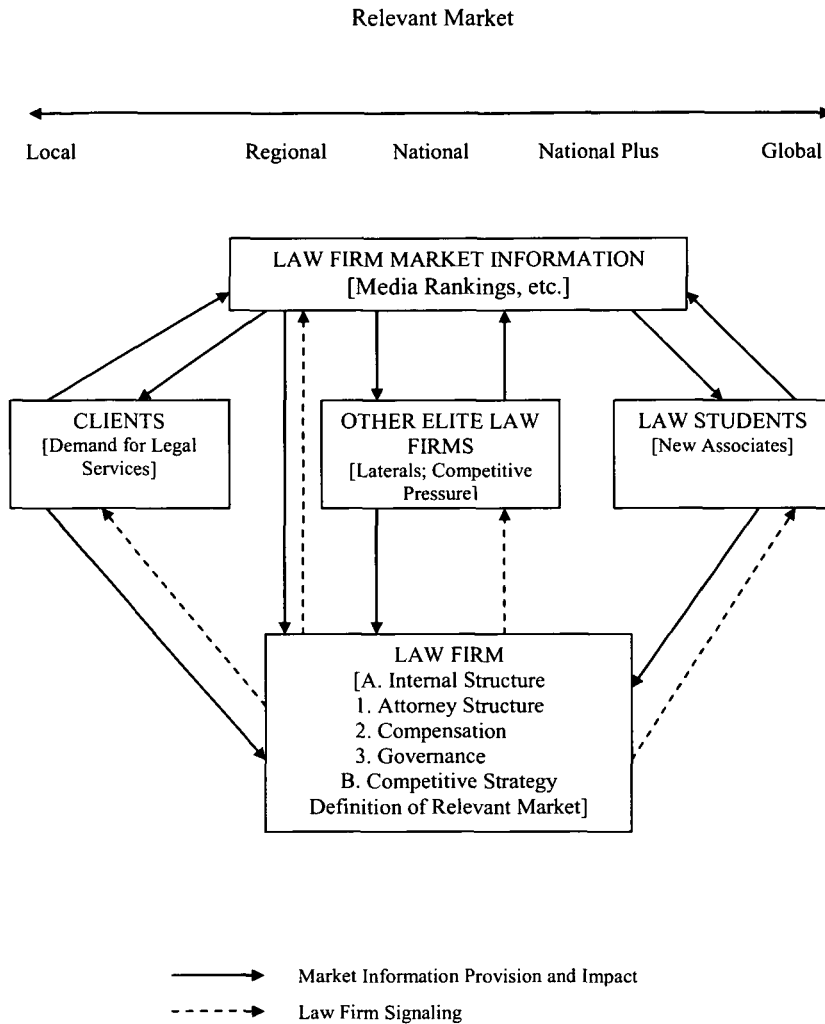 Relevant Market
Local Regional National National Plus Global
LAW FIRM MARKET INFORMATION
[Media Rankings, etc.]
CLIENTS
[Demand for Legal
Services]
OTHER ELITE LAW
FIRMS
[Laterals; Competitive
Pressure]
LAW STUDENTS
[New Associates]
LAW FIRM
[A. Internal Structure
1. Attorney Structure
2. Compensation
3. Governance
B. Competitive Strategy
Definition of Relevant Market]
Market Information Provision and Impact
Law Firm Signaling